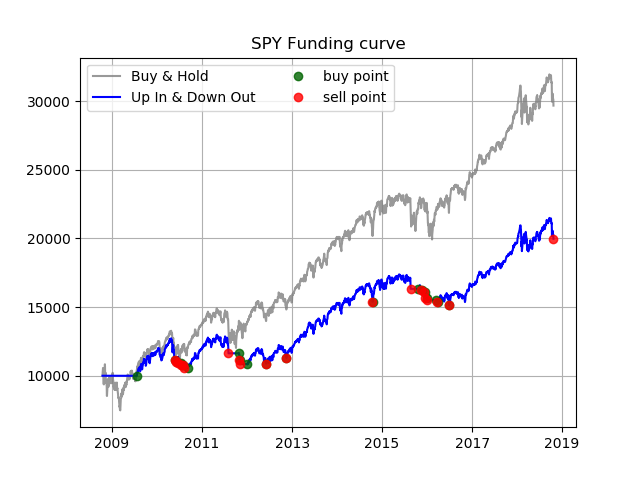 SPY Funding curve
Buy & Hold
Up In & Down Out
buy point
sell point
30000
25000
20000
15000
10000
2009 2011 2013 2015 2017 2019